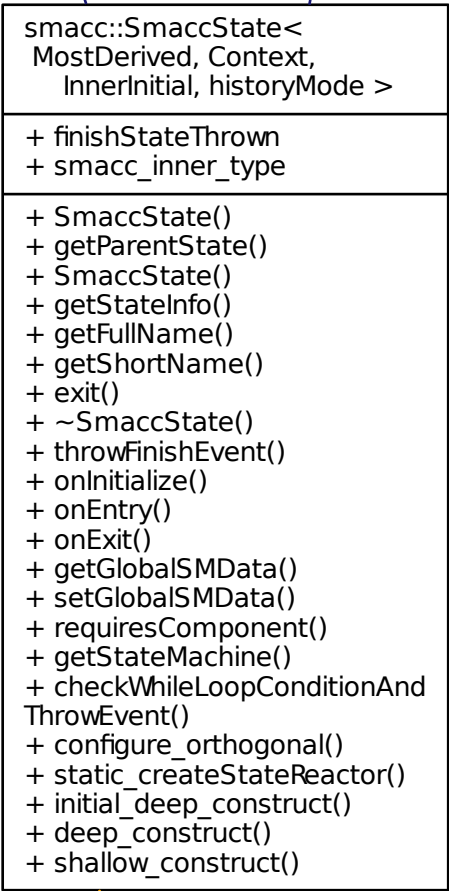 smacc::SmaccState<
MostDerived, Context,
InnerInitial, historyMode >
+ finishStateThrown
+ smacc_inner_type
+ SmaccState()
+ getParentState()
+ SmaccState()
+ getStateInfo()
+ getFullName()
+ getShortName()
+ exit()
+ ~SmaccState()
+ throwFinishEvent()
+ onInitialize()
+ onEntry()
+ onExit()
+ getGlobalSMData()
+ setGlobalSMData()
+ requiresComponent()
+ getStateMachine()
+ checkWhileLoopConditionAnd
ThrowEvent()
+ configure_orthogonal()
+ static_createStateReactor()
+ initial_deep_construct()
+ deep_construct()
+ shallow_construct()